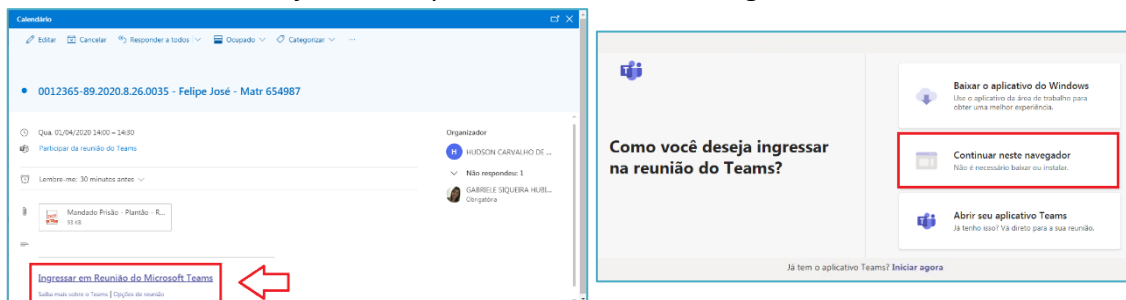 Calendário
Editar Cancelar Responder a todos Ocupado Categorizar ...
0012365-89.2020.8.26.0035 - Felipe José - Matr 654987
Qua. 01/04/2020 14:00 – 14:30
Participar da reunião do Teams
Lembre-me: 30 minutos antes
Mandado Prisão - Plantão - R...
93 KB
Ingressar em Reunião do Microsoft Teams
Saiba mais sobre o Teams | Opções de reunião
Organizador
H HUDSON CARVALHO DE ...
Não respondeu: 1
GABRIELE SIQUEIRA HUBI...
Obrigatória
Como você deseja ingressar
na reunião do Teams?
Baixar o aplicativo do Windows
Use o aplicativo da área de trabalho para
obter uma melhor experiência.
Continuar neste navegador
Não é necessário baixar ou instalar.
Abrir seu aplicativo Teams
Já tenho isso? Vá direto para a sua reunião.
Já tem o aplicativo Teams? Iniciar agora